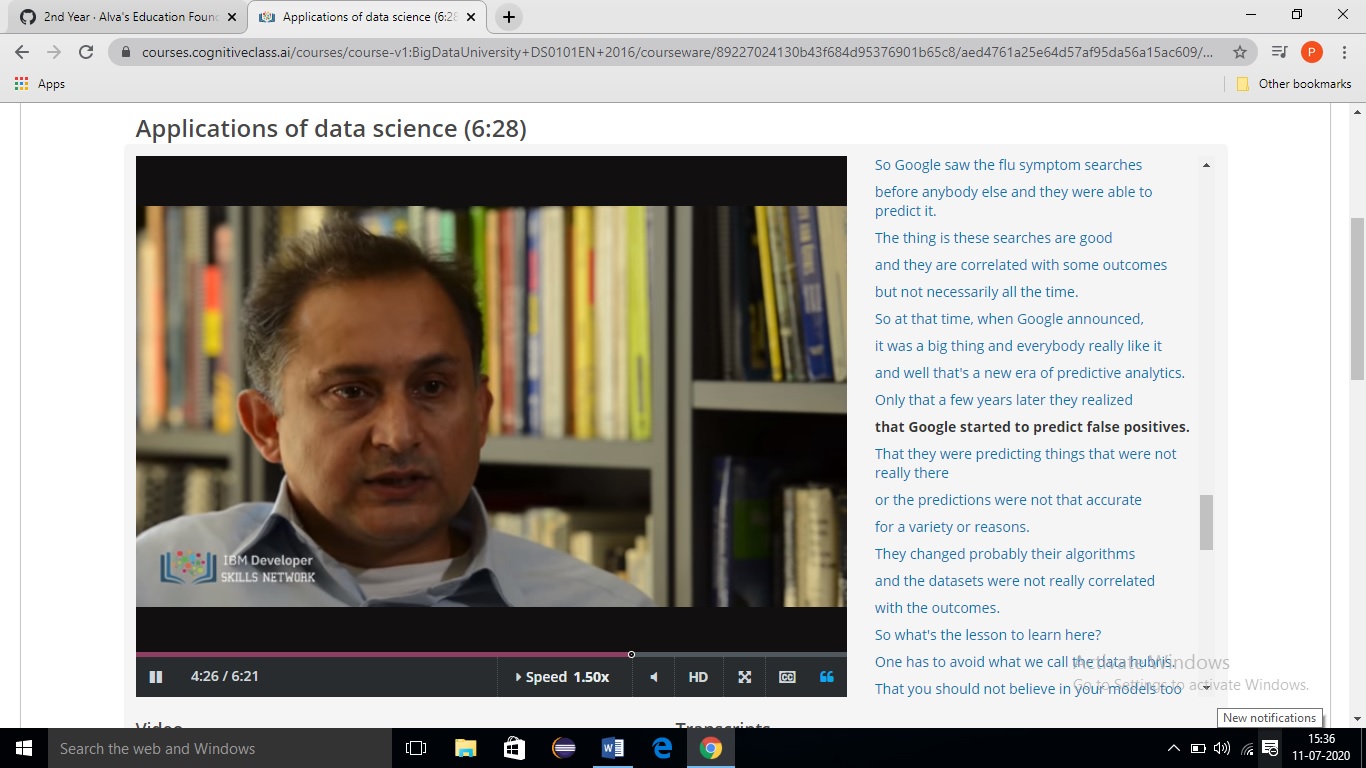 2nd Year · Alva's Education Foun
Applications of data science (6:28
courses.cognitiveclass.ai/courses/course-v1:BigDataUniversity+DS0101EN+2016/courseware/89227024130b43f684d95376901b65c8/aed4761a25e64d57af95da56a15ac609/...
P
Apps
Other bookmarks
Applications of data science (6:28)
So Google saw the flu symptom searches
before anybody else and they were able to
predict it.
The thing is these searches are good
and they are correlated with some outcomes
but not necessarily all the time.
So at that time, when Google announced,
it was a big thing and everybody really like it
and well that's a new era of predictive analytics.
Only that a few years later they realized
that Google started to predict false positives.
That they were predicting things that were not
really there
or the predictions were not that accurate
for a variety or reasons.
They changed probably their algorithms
and the datasets were not really correlated
with the outcomes.
So what's the lesson to learn here?
One has to avoid what we call the data hubris.
That you should not believe in your models too
IBM Developer
SKILLS NETWORK
4:26 / 6:21
Speed 1.50x
HD
CC
Activate Windows
Go to Settings to activate Windows.
Video
Transcripts
New notifications
Search the web and Windows
15:36
11-07-2020